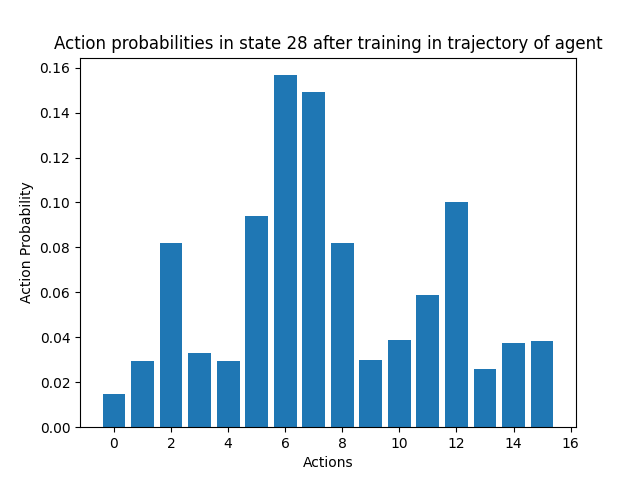 Action probabilities in state 28 after training in trajectory of agent
0.16
0.14
0.12
0.10
0.08
0.06
0.04
0.02
0.00
Action Probability
0 2 4 6 8 10 12 14 16
Actions